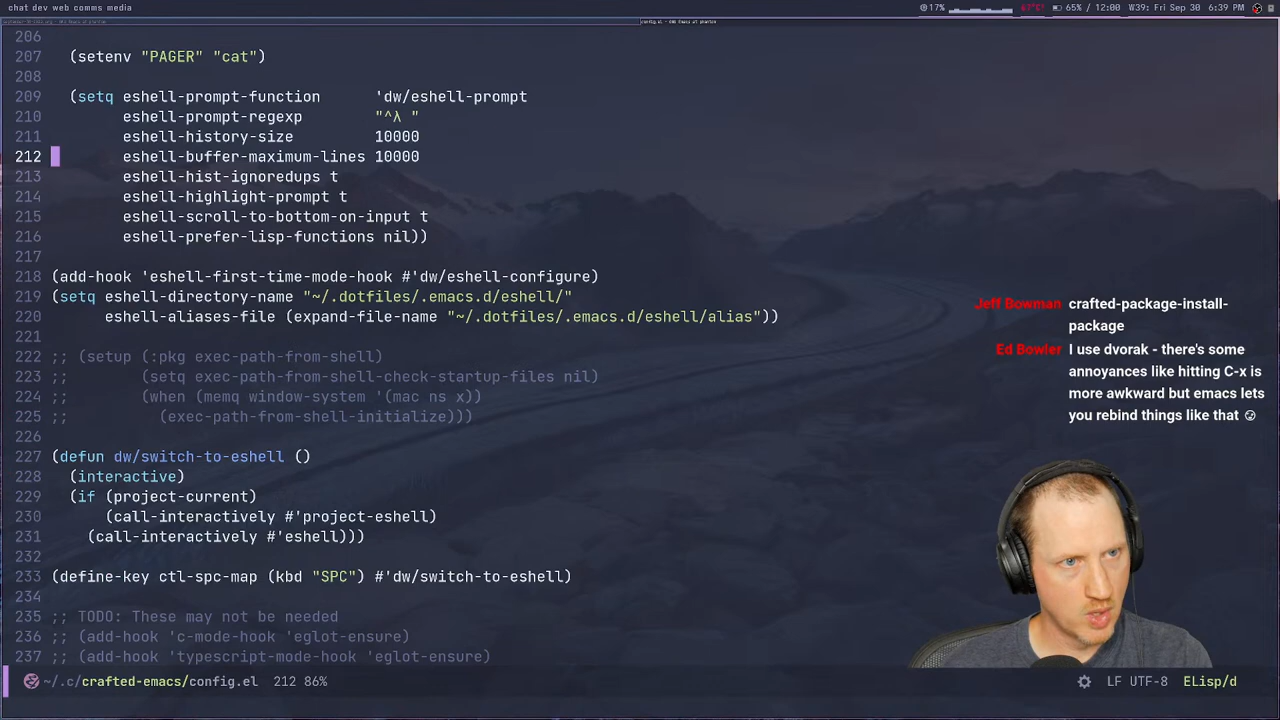 chat dev web comms media
17% 67°C 65% / 12:00 W39: Fri Sep 30 6:39 PM
config.el - GNU Emacs at phantom
206
207 (setenv "PAGER" "cat")
208
209 (setq eshell-prompt-function 'dw/eshell-prompt
210 eshell-prompt-regexp "^λ "
211 eshell-history-size 10000
212 eshell-buffer-maximum-lines 10000
213 eshell-hist-ignoredups t
214 eshell-highlight-prompt t
215 eshell-scroll-to-bottom-on-input t
216 eshell-prefer-lisp-functions nil))
217
218 (add-hook 'eshell-first-time-mode-hook #'dw/eshell-configure)
219 (setq eshell-directory-name "~/.dotfiles/.emacs.d/eshell/"
220 eshell-aliases-file (expand-file-name "~/.dotfiles/.emacs.d/eshell/alias"))
221
222 ;; (setup (:pkg exec-path-from-shell)
223 ;; (setq exec-path-from-shell-check-startup-files nil)
224 ;; (when (memq window-system '(mac ns x))
225 ;; (exec-path-from-shell-initialize)))
226
227 (defun dw/switch-to-eshell ()
228 (interactive)
229 (if (project-current)
230 (call-interactively #'project-eshell)
231 (call-interactively #'eshell)))
232
233 (define-key ctl-spc-map (kbd "SPC") #'dw/switch-to-eshell)
234
235 ;; TODO: These may not be needed
236 ;; (add-hook 'c-mode-hook 'eglot-ensure)
237 ;; (add-hook 'typescript-mode-hook 'eglot-ensure)
Jeff Bowman crafted-package-install-
package
Ed Bowler I use dvorak - there's some
annoyances like hitting C-x is
more awkward but emacs lets
you rebind things like that
~/.c/crafted-emacs/config.el 212 86% LF UTF-8 ELisp/d